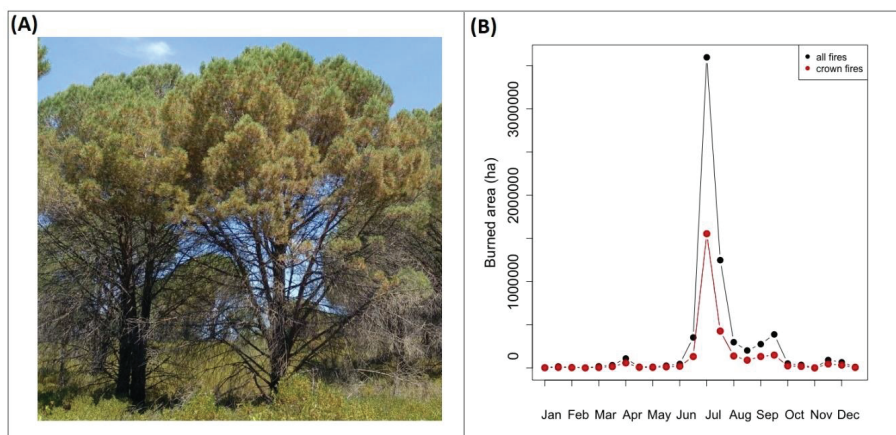 (A)
(B)
all fires
crown fires
Burned area (ha)
3000000
2000000
1000000
0
Jan Feb Mar Apr May Jun Jul Aug Sep Oct Nov Dec